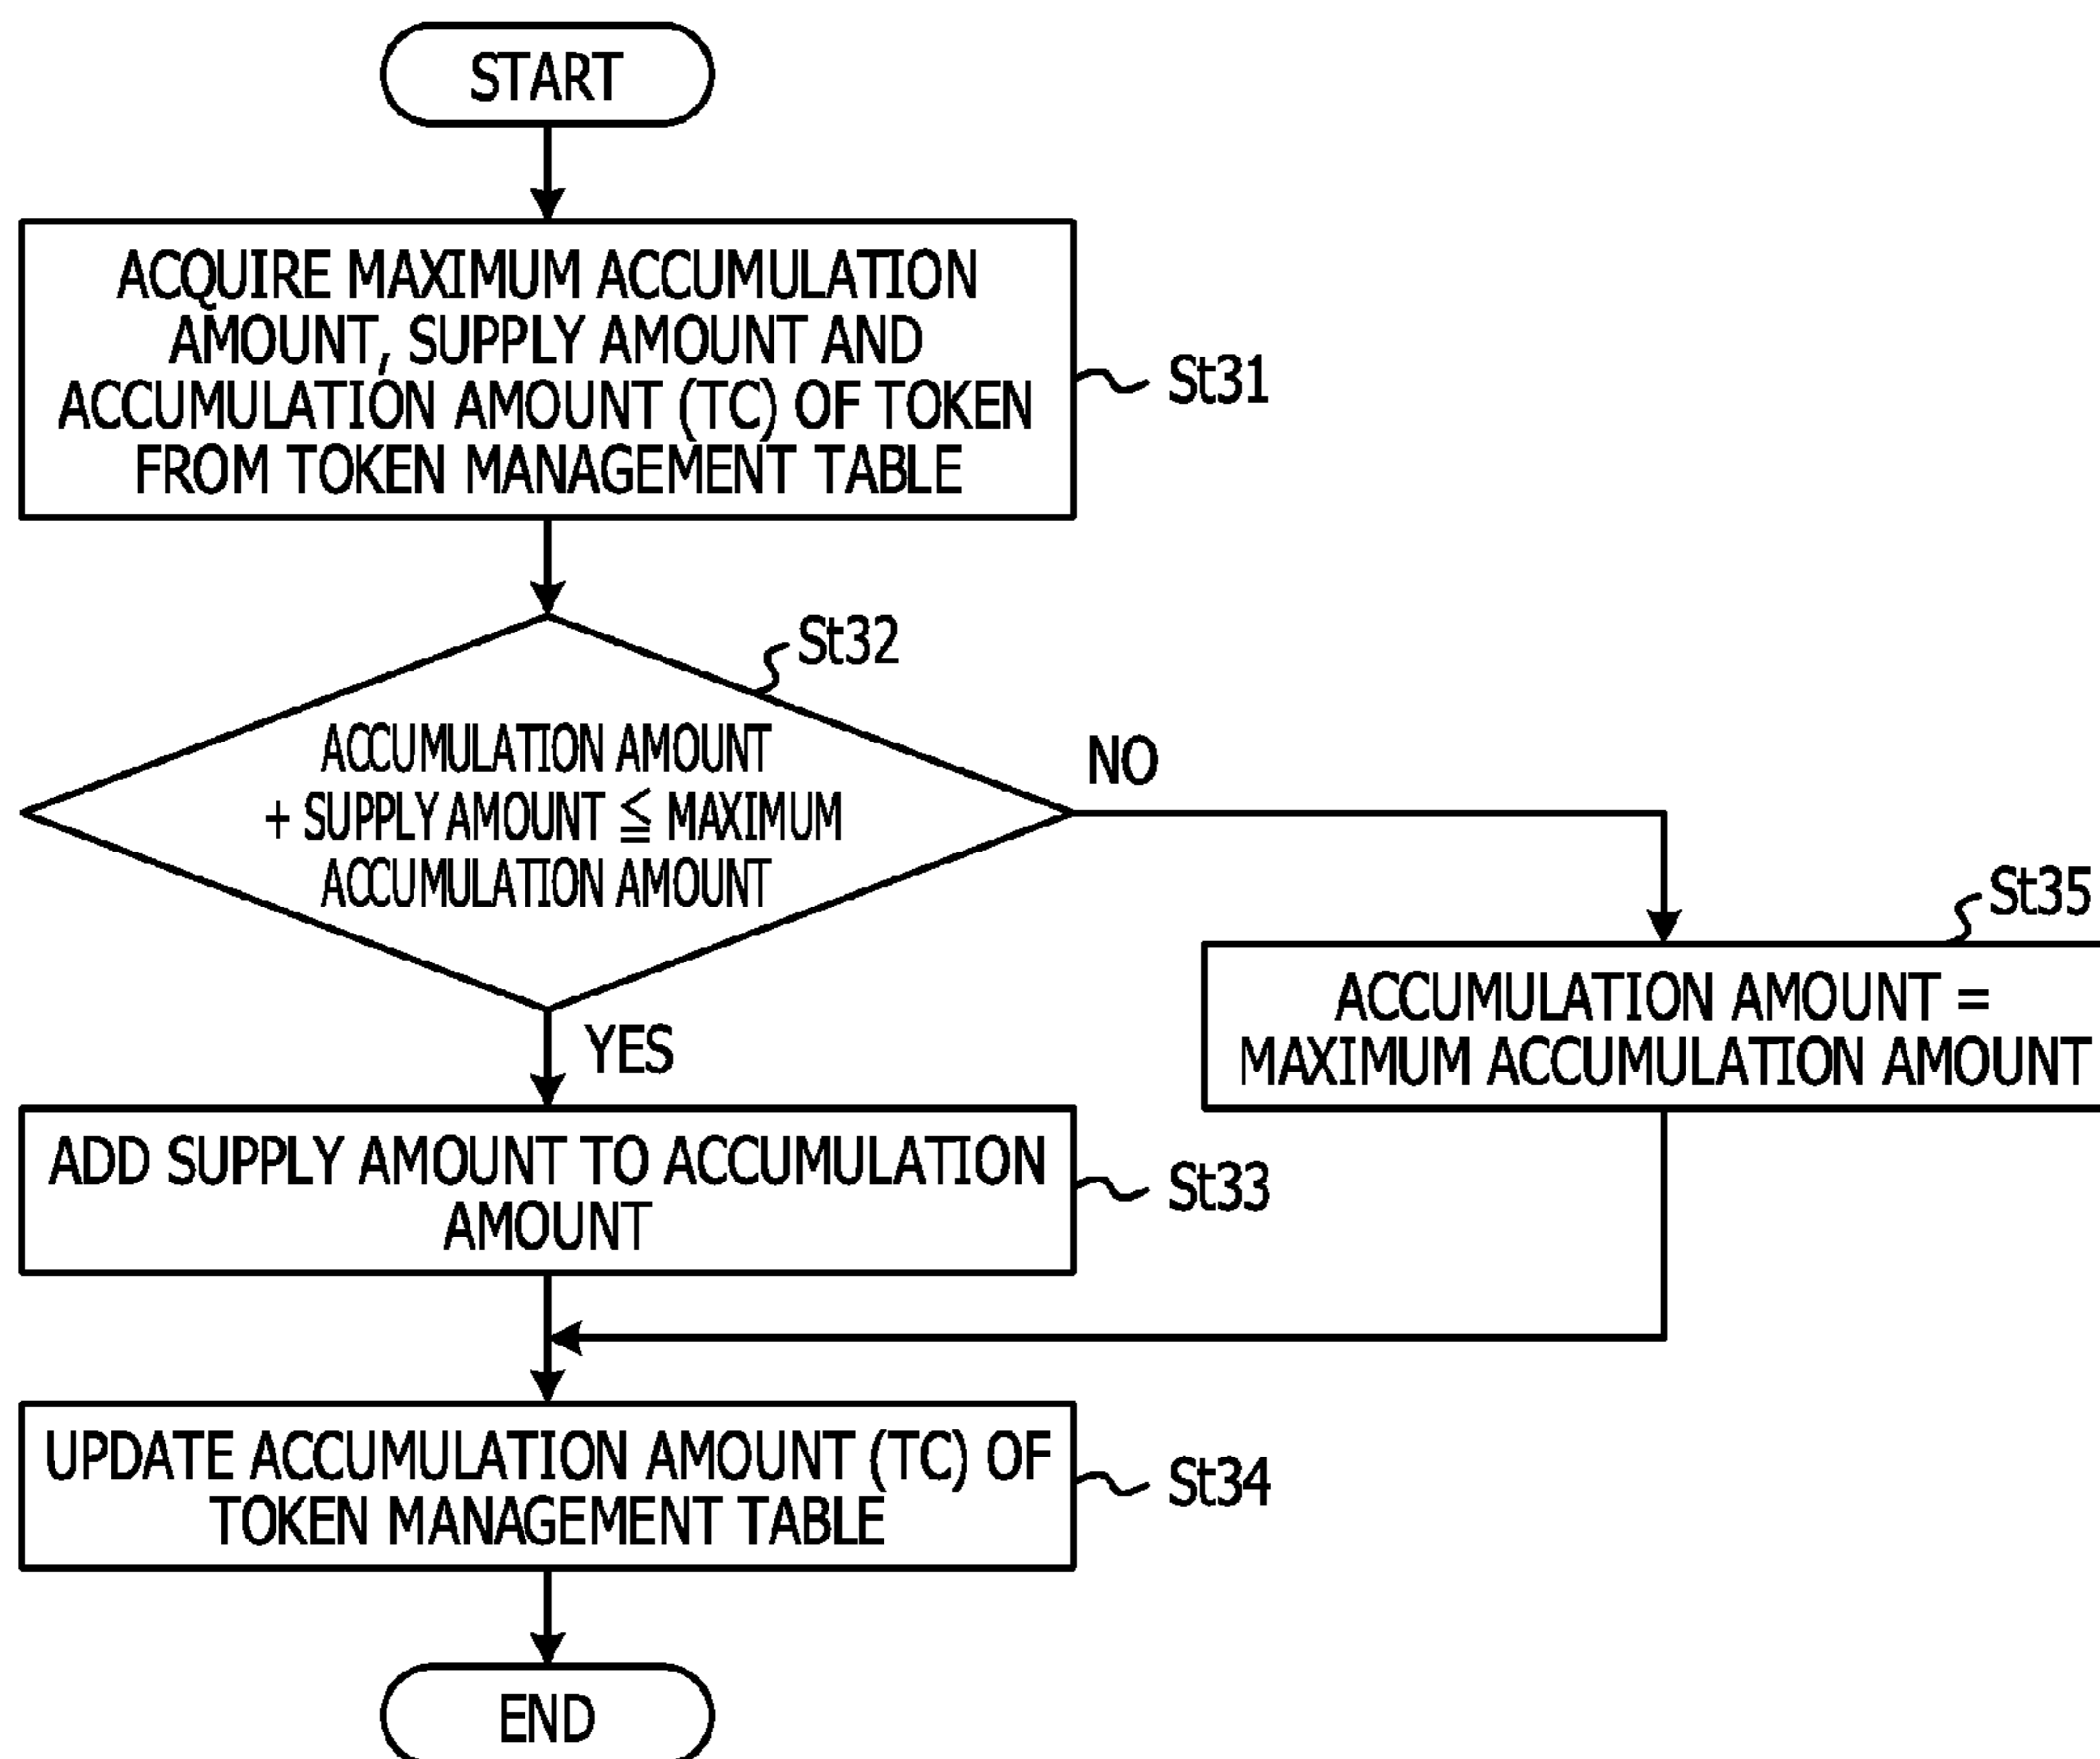 START
ACQUIRE MAXIMUM ACCUMULATION
AMOUNT, SUPPLY AMOUNT AND
ACCUMULATION AMOUNT (TC) OF TOKEN
FROM TOKEN MANAGEMENT TABLE
St31
St32
ACCUMULATION AMOUNT
+ SUPPLY AMOUNT ≦ MAXIMUM
ACCUMULATION AMOUNT
NO
YES
St35
ACCUMULATION AMOUNT =
MAXIMUM ACCUMULATION AMOUNT
ADD SUPPLY AMOUNT TO ACCUMULATION
AMOUNT
St33
UPDATE ACCUMULATION AMOUNT (TC) OF
TOKEN MANAGEMENT TABLE
St34
END